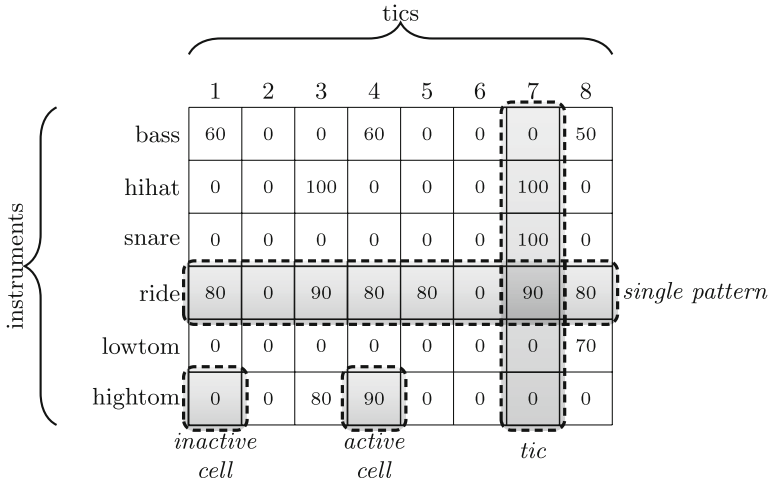 tics
1 2 3 4 5 6 7 8
instruments
bass 60 0 0 60 0 0 0 50
hihat 0 0 100 0 0 0 100 0
snare 0 0 0 0 0 0 100 0
ride 80 0 90 80 80 0 90 80 single pattern
lowtom 0 0 0 0 0 0 0 70
hightom 0 0 80 90 0 0 0 0
inactive
cell
active
cell
tic